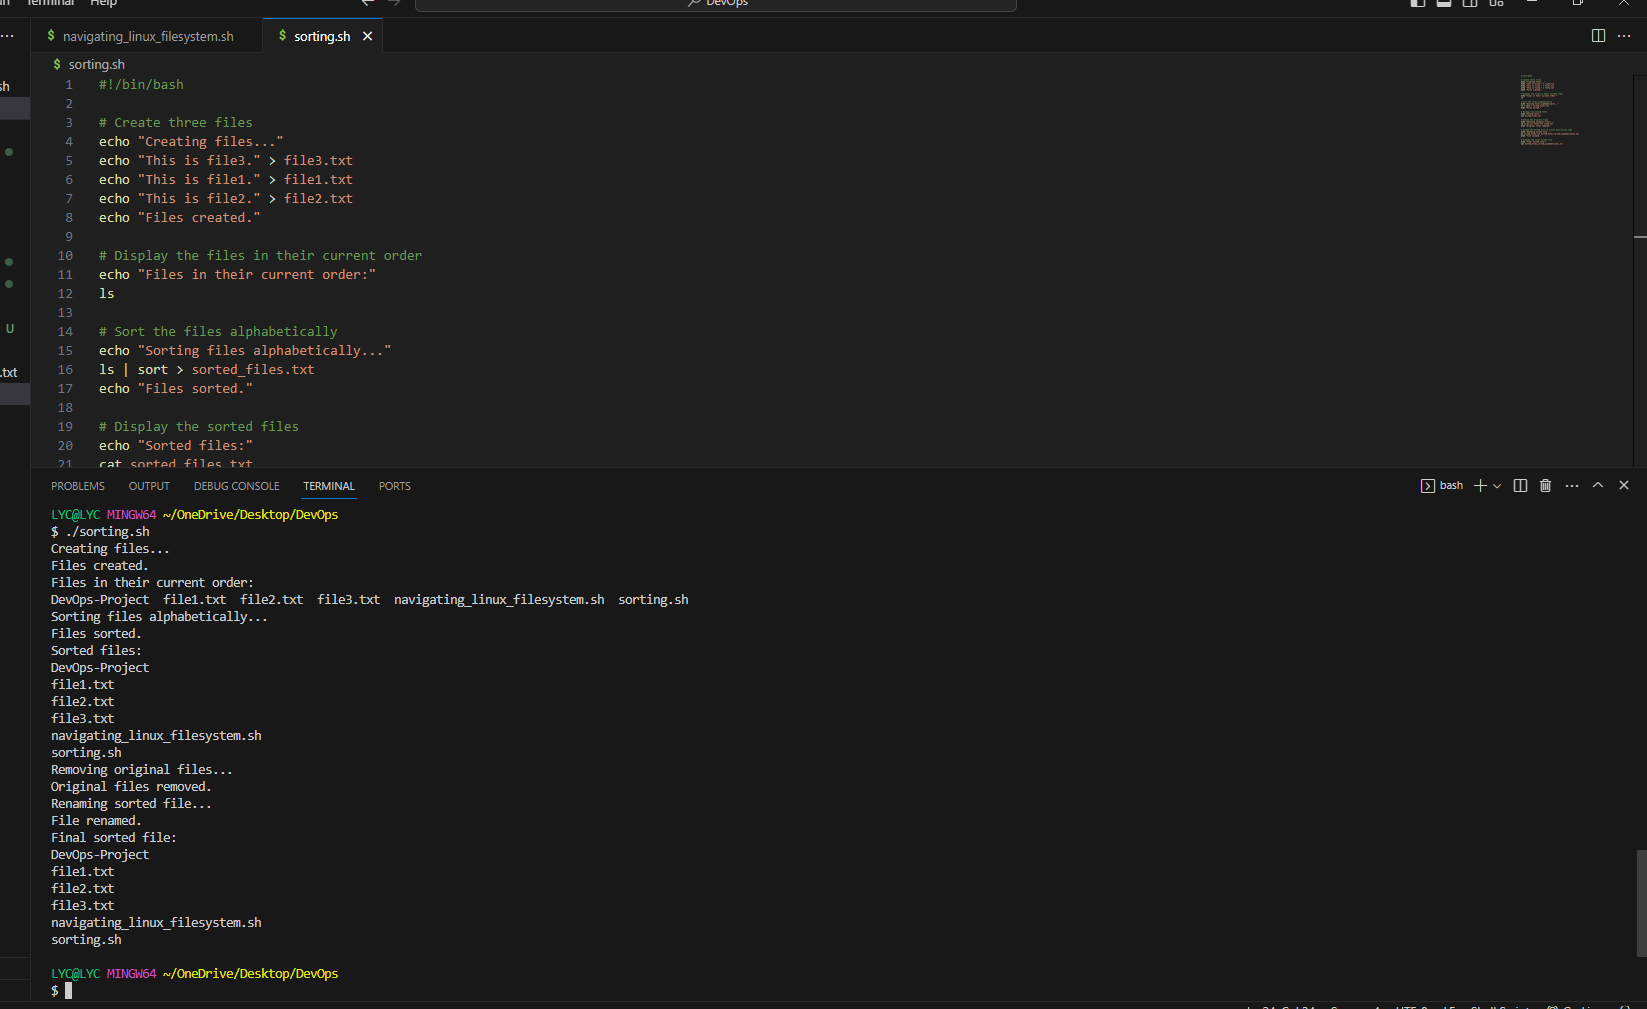 Terminal Help
DevOps
navigating_linux_filesystem.sh sorting.sh
sorting.sh
1 #!/bin/bash
2
3 # Create three files
4 echo "Creating files..."
5 echo "This is file3." > file3.txt
6 echo "This is file1." > file1.txt
7 echo "This is file2." > file2.txt
8 echo "Files created."
9
10 # Display the files in their current order
11 echo "Files in their current order:"
12 ls
13
14 # Sort the files alphabetically
15 echo "Sorting files alphabetically..."
16 ls | sort > sorted_files.txt
17 echo "Files sorted."
18
19 # Display the sorted files
20 echo "Sorted files:"
21 cat sorted_files.txt
sh
U
.txt
PROBLEMS OUTPUT DEBUG CONSOLE TERMINAL PORTS bash
LYC@LYC MINGW64 ~/OneDrive/Desktop/DevOps
$ ./sorting.sh
Creating files...
Files created.
Files in their current order:
DevOps-Project file1.txt file2.txt file3.txt navigating_linux_filesystem.sh sorting.sh
Sorting files alphabetically...
Files sorted.
Sorted files:
DevOps-Project
file1.txt
file2.txt
file3.txt
navigating_linux_filesystem.sh
sorting.sh
Removing original files...
Original files removed.
Renaming sorted file...
File renamed.
Final sorted file:
DevOps-Project
file1.txt
file2.txt
file3.txt
navigating_linux_filesystem.sh
sorting.sh
LYC@LYC MINGW64 ~/OneDrive/Desktop/DevOps
$